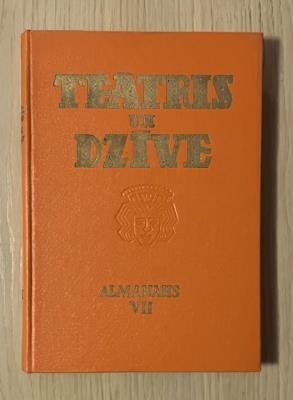 TEATRIS
UN
DZĪVE
ALMANAHS
VII